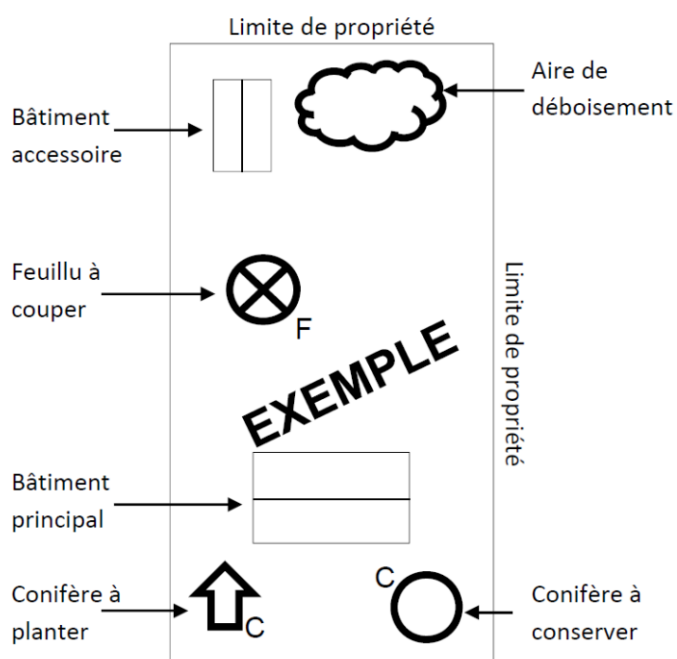 Limite de propriété
Aire de
déboisement
Bâtiment
accessoire
Feuillu à
couper
F
Limite de propriété
EXEMPLE
Bâtiment
principal
Conifère à
planter
C
C
Conifère à
conserver